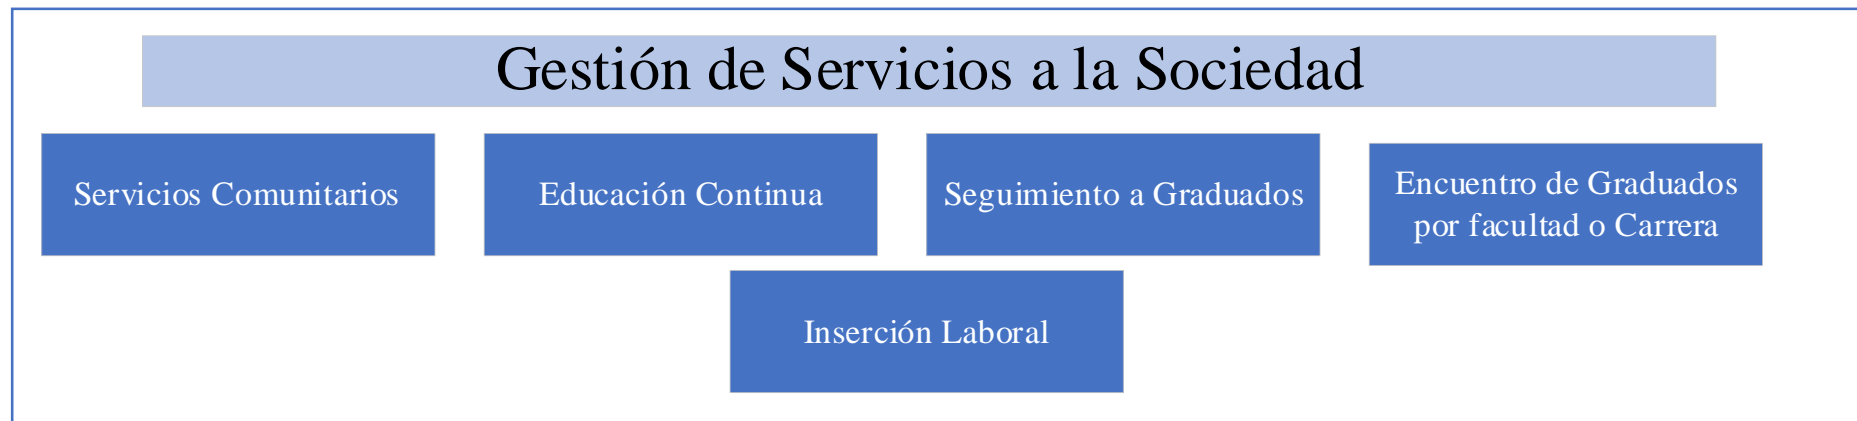 Gestión de Servicios a la Sociedad
Servicios Comunitarios
Educación Continua
Seguimiento a Graduados
Encuentro de Graduados
por facultad o Carrera
Inserción Laboral